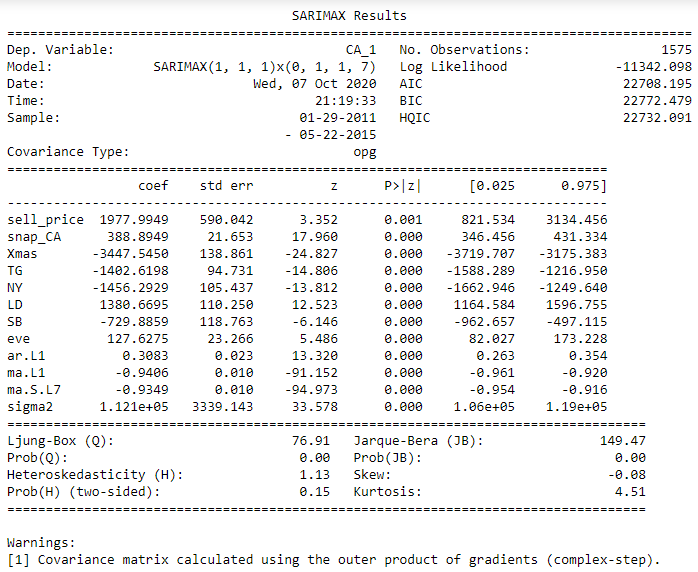 SARIMAX Results
==========================================================================================
Dep. Variable: CA_1 No. Observations: 1575
Model: SARIMAX(1, 1, 1)x(0, 1, 1, 7) Log Likelihood -11342.098
Date: Wed, 07 Oct 2020 AIC 22708.195
Time: 21:19:33 BIC 22772.479
Sample: 01-29-2011 HQIC 22732.091
- 05-22-2015
Covariance Type: opg
==============================================================================
coef std err z P>|z| [0.025 0.975]
------------------------------------------------------------------------------
sell_price 1977.9949 590.042 3.352 0.001 821.534 3134.456
snap_CA 388.8949 21.653 17.960 0.000 346.456 431.334
Xmas -3447.5450 138.861 -24.827 0.000 -3719.707 -3175.383
TG -1402.6198 94.731 -14.806 0.000 -1588.289 -1216.950
NY -1456.2929 105.437 -13.812 0.000 -1662.946 -1249.640
LD 1380.6695 110.250 12.523 0.000 1164.584 1596.755
SB -729.8859 118.763 -6.146 0.000 -962.657 -497.115
eve 127.6275 23.266 5.486 0.000 82.027 173.228
ar.L1 0.3083 0.023 13.320 0.000 0.263 0.354
ma.L1 -0.9406 0.010 -91.152 0.000 -0.961 -0.920
ma.S.L7 -0.9349 0.010 -94.973 0.000 -0.954 -0.916
sigma2 1.121e+05 3339.143 33.578 0.000 1.06e+05 1.19e+05
===================================================================================
Ljung-Box (Q): 76.91 Jarque-Bera (JB): 149.47
Prob(Q): 0.00 Prob(JB): 0.00
Heteroskedasticity (H): 1.13 Skew: -0.08
Prob(H) (two-sided): 0.15 Kurtosis: 4.51
===================================================================================
Warnings:
[1] Covariance matrix calculated using the outer product of gradients (complex-step).